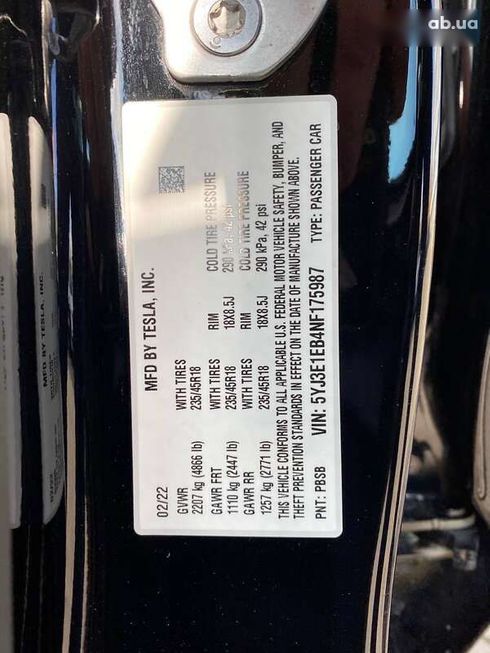 ab.ua
MFD BY TESLA, INC.
02/22
GVWR WITH TIRES RIM COLD TIRE PRESSURE
2207 kg (4866 lb) 235/45R18 18X8.5J 290 kPa, 42 psi
GAWR FRT WITH TIRES RIM COLD TIRE PRESSURE
1110 kg (2447 lb) 235/45R18 18X8.5J 290 kPa, 42 psi
GAWR RR
1257 kg (2771 lb) 235/45R18
THIS VEHICLE CONFORMS TO ALL APPLICABLE U.S. FEDERAL MOTOR VEHICLE SAFETY, BUMPER, AND
THEFT PREVENTION STANDARDS IN EFFECT ON THE DATE OF MANUFACTURE SHOWN ABOVE.
VIN: 5YJ3E1EB4NF175987
PNT: PBSB TYPE: PASSENGER CAR